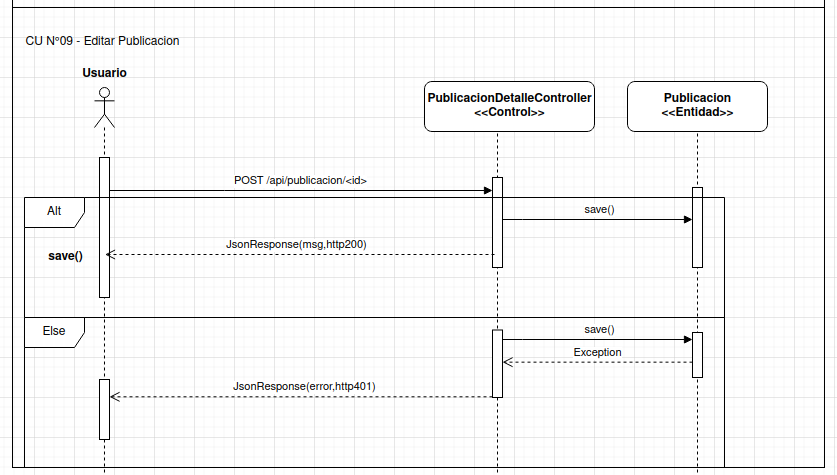 CU N°09 - Editar Publicacion
Usuario
PublicacionDetalleController
<<Control>>
Publicacion
<<Entidad>>
POST /api/publicacion/<id>
Alt
save()
JsonResponse(msg,http200)
save()
Else
save()
Exception
JsonResponse(error,http401)